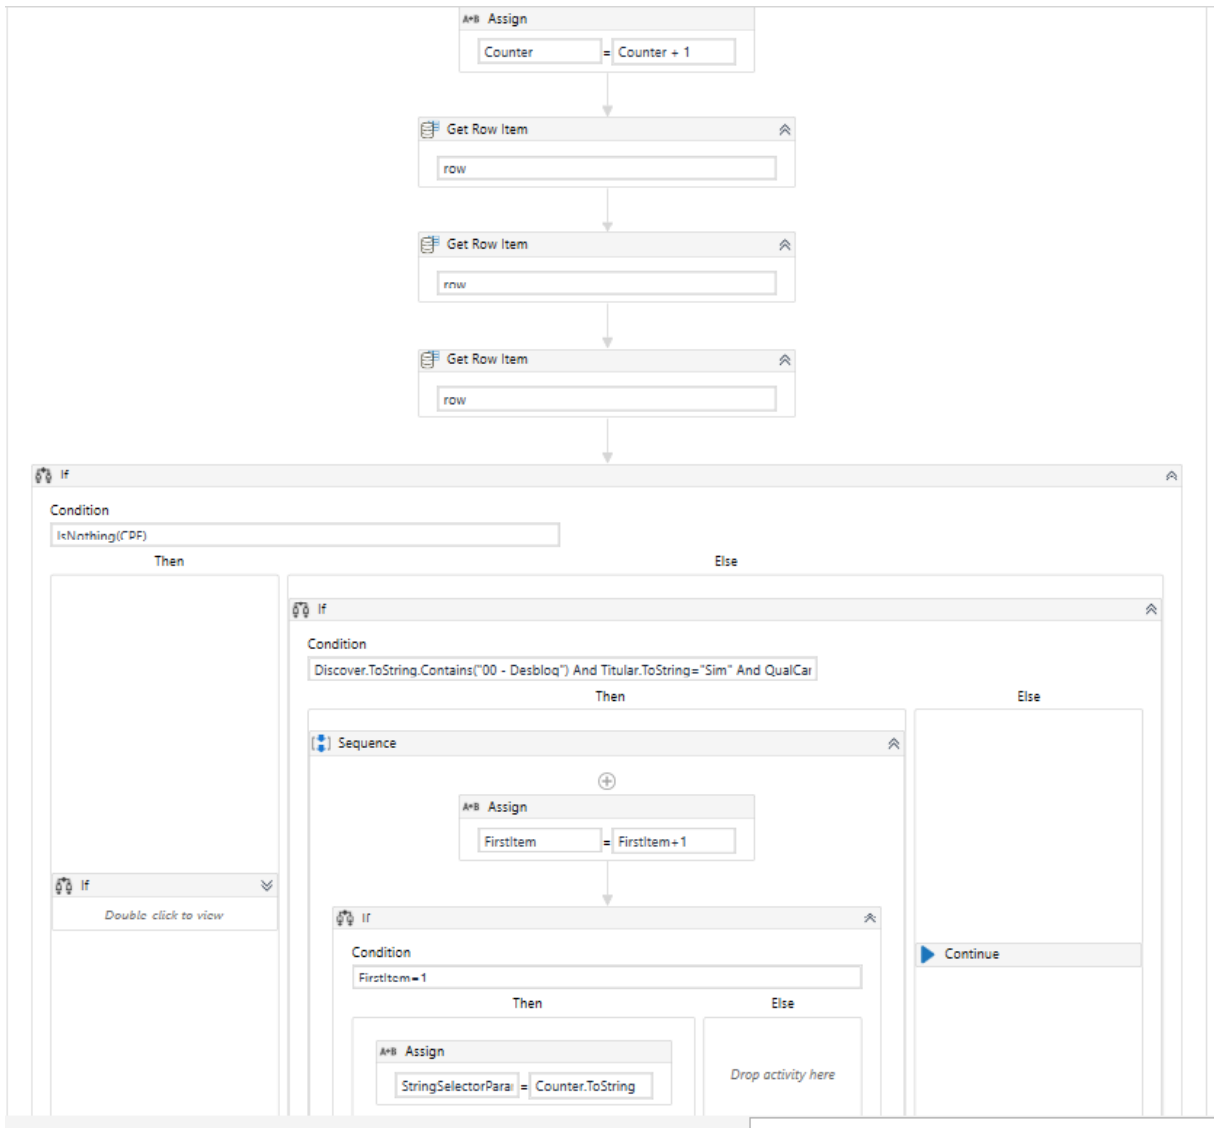 Assign
Counter = Counter + 1
Get Row Item
row
Get Row Item
row
Get Row Item
row
If
Condition
IsNothing(CPF)
Then Else
If
Condition
Discover.ToString.Contains("00 - Desbloq") And Titular.ToString="Sim" And QualCar
Then Else
Sequence
Assign
FirstItem = FirstItem+1
If
Double click to view
If
Condition
FirstItem=1
Continue
Then Else
Assign
StringSelectorPara = Counter.ToString
Drop activity here